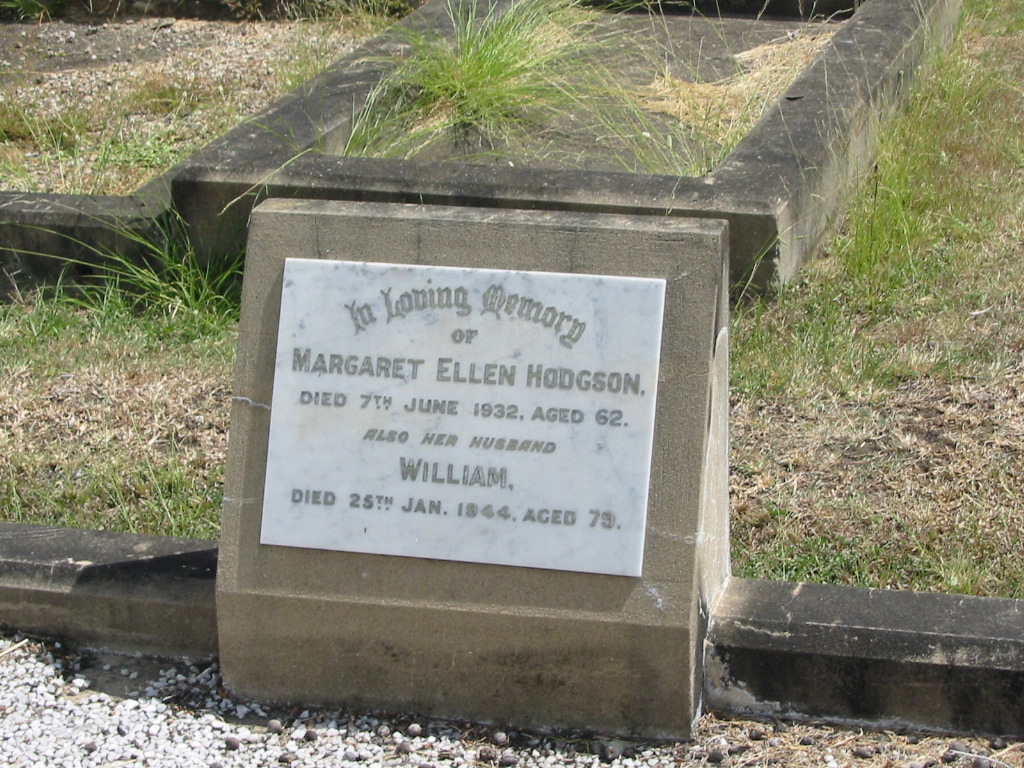 In Loving Memory
OF
MARGARET ELLEN HODGSON,
DIED 7TH JUNE 1932, AGED 62.
ALSO HER HUSBAND
WILLIAM,
DIED 25TH JAN. 1944, AGED 79.